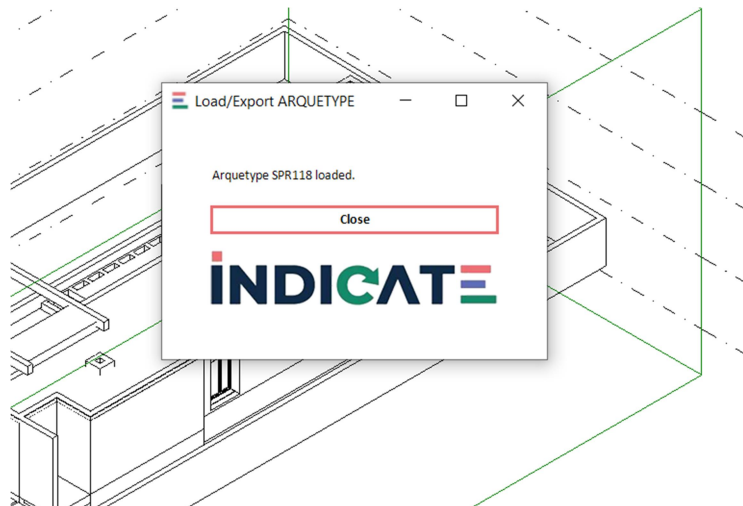 Load/Export ARQUETYPE
Arquetype SPR118 loaded.
Close
INDICATE